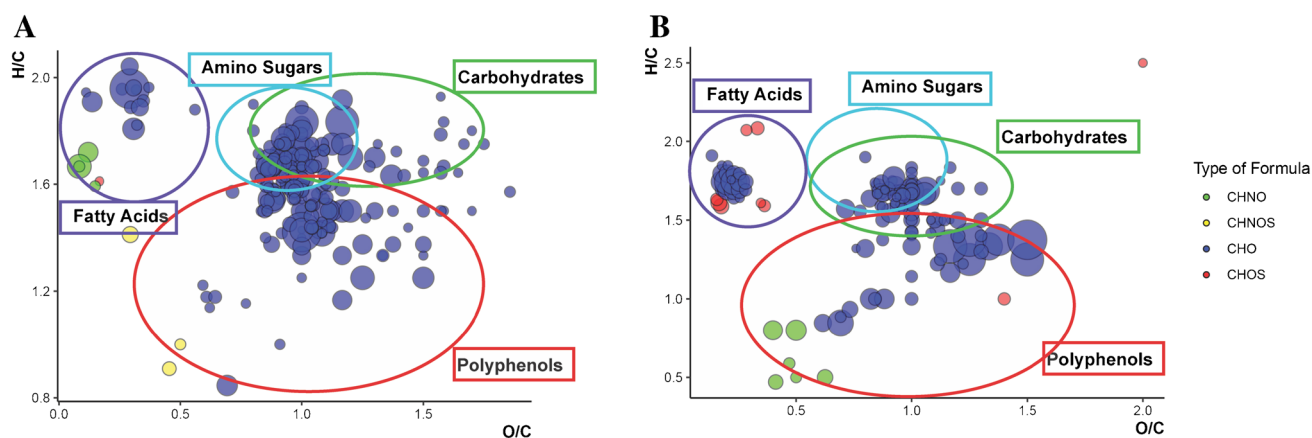 A
H/C
Amino Sugars
Carbohydrates
2.0
1.6
Fatty Acids
1.2
Polyphenols
0.8
0.0 0.5 1.0 1.5
O/C
B
H/C
2.5
Fatty Acids
Amino Sugars
2.0
Carbohydrates
1.5
1.0
Polyphenols
0.5
0.5 1.0 1.5 2.0
O/C
Type of Formula
CHNO
CHNOS
CHO
CHOS